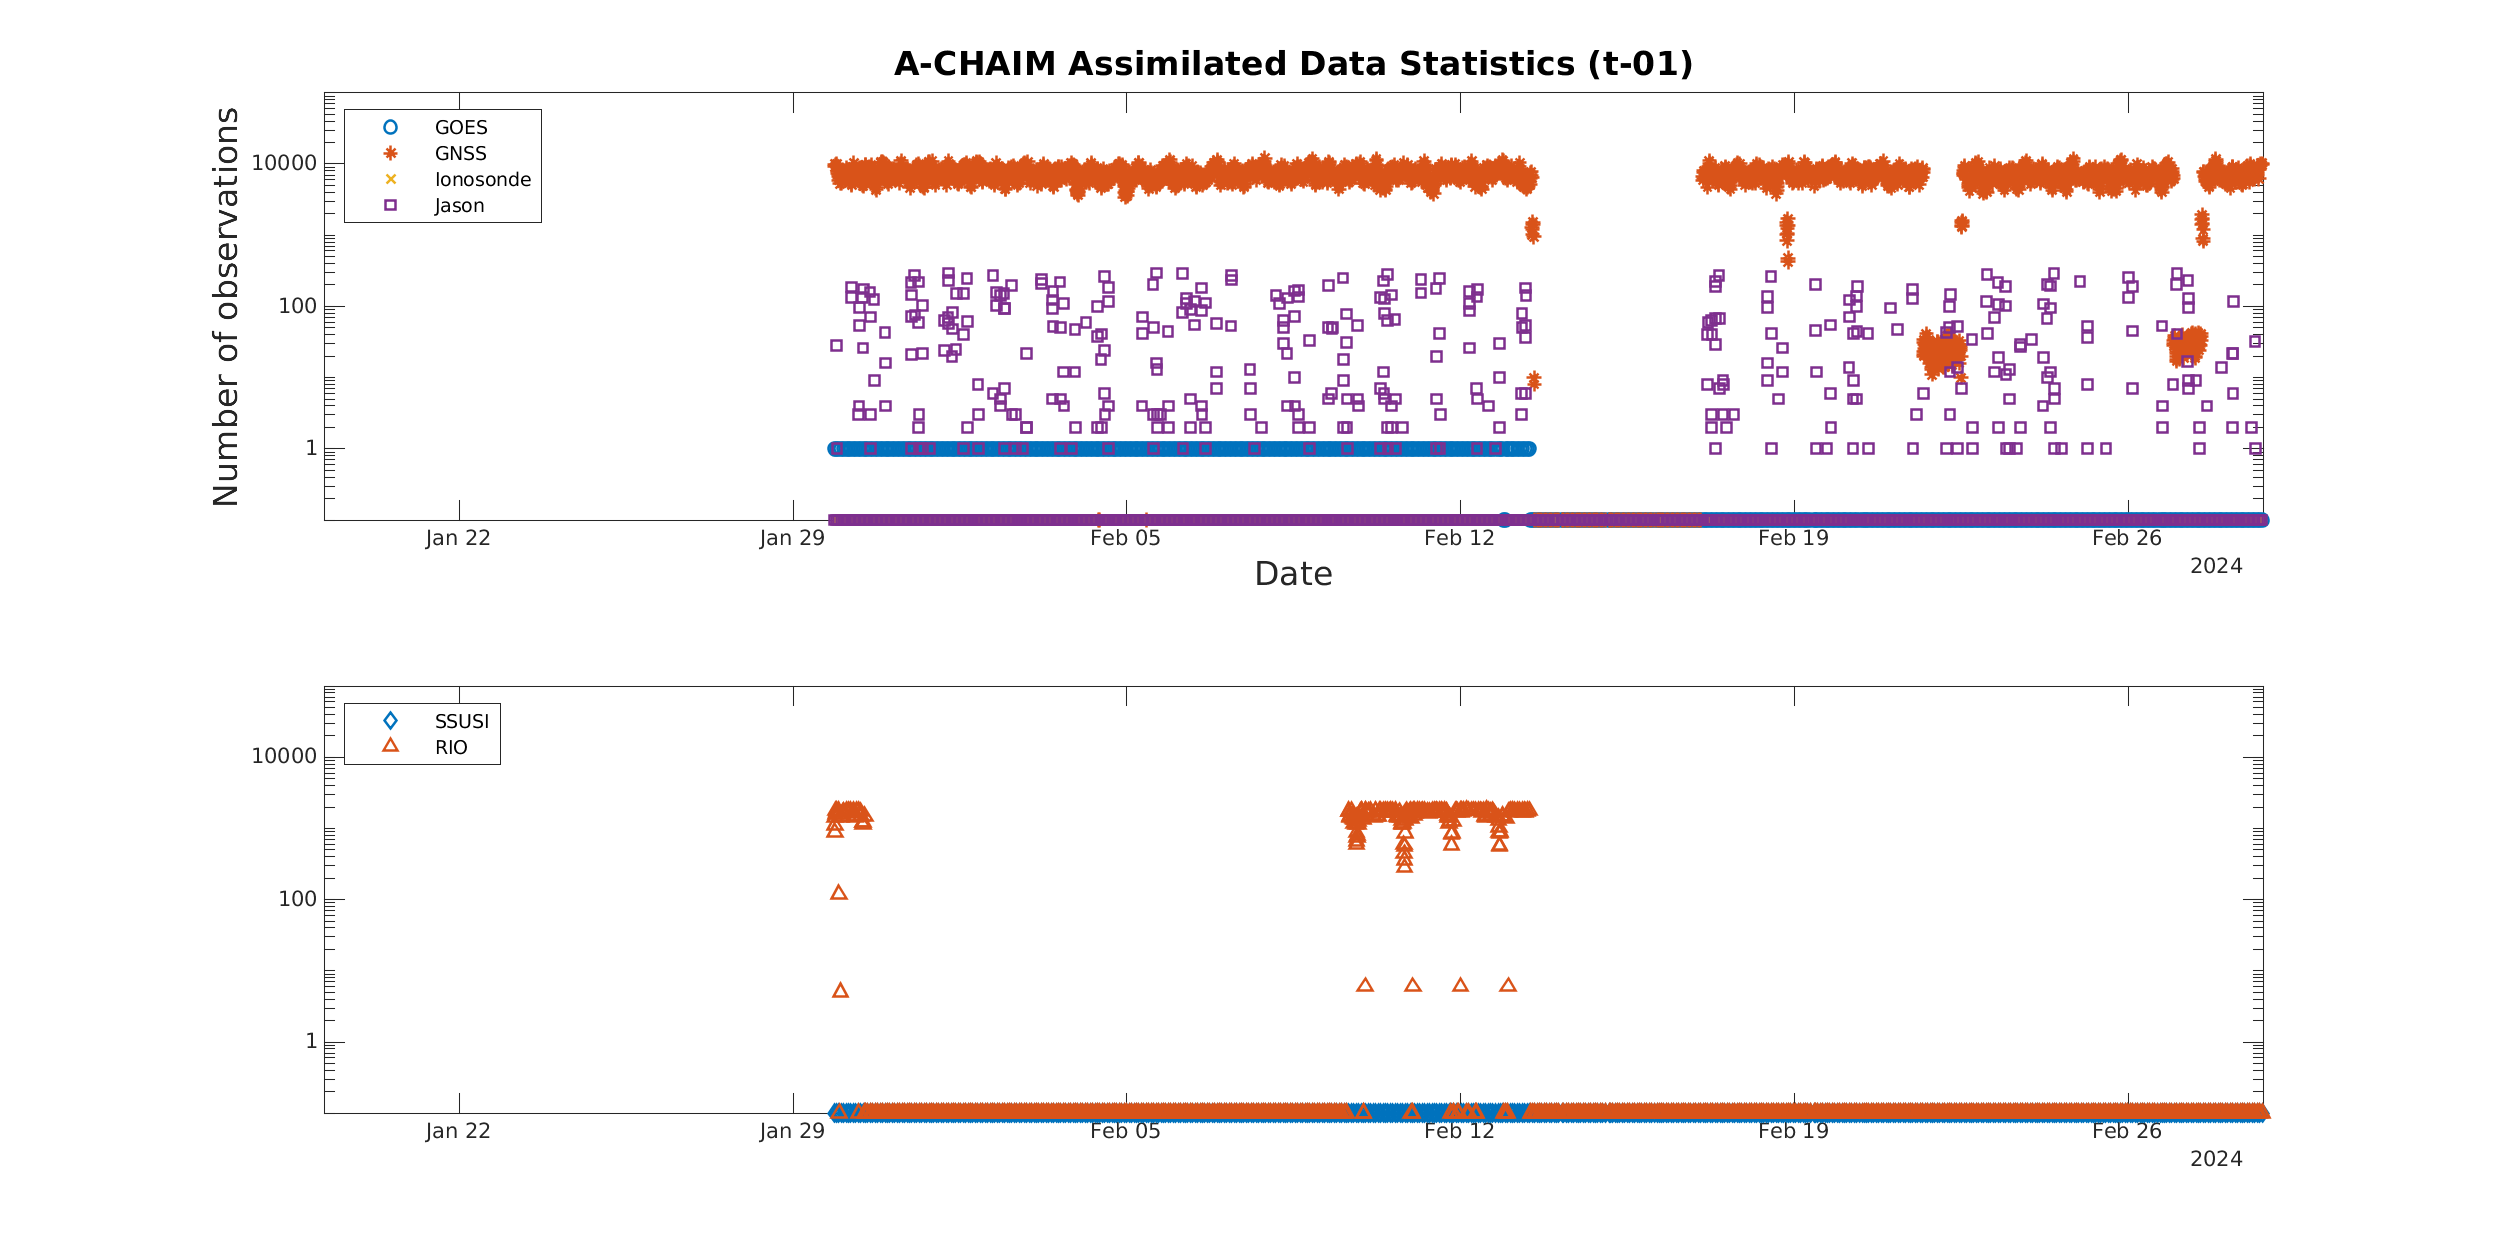 A-CHAIM Assimilated Data Statistics (t-01)
Number of observations
10000
100
1
GOES
GNSS
Ionosonde
Jason
Jan 22
Jan 29
Feb 05
Feb 12
Feb 19
Feb 26
2024
Date
10000
100
1
SSUSI
RIO
Jan 22
Jan 29
Feb 05
Feb 12
Feb 19
Feb 26
2024